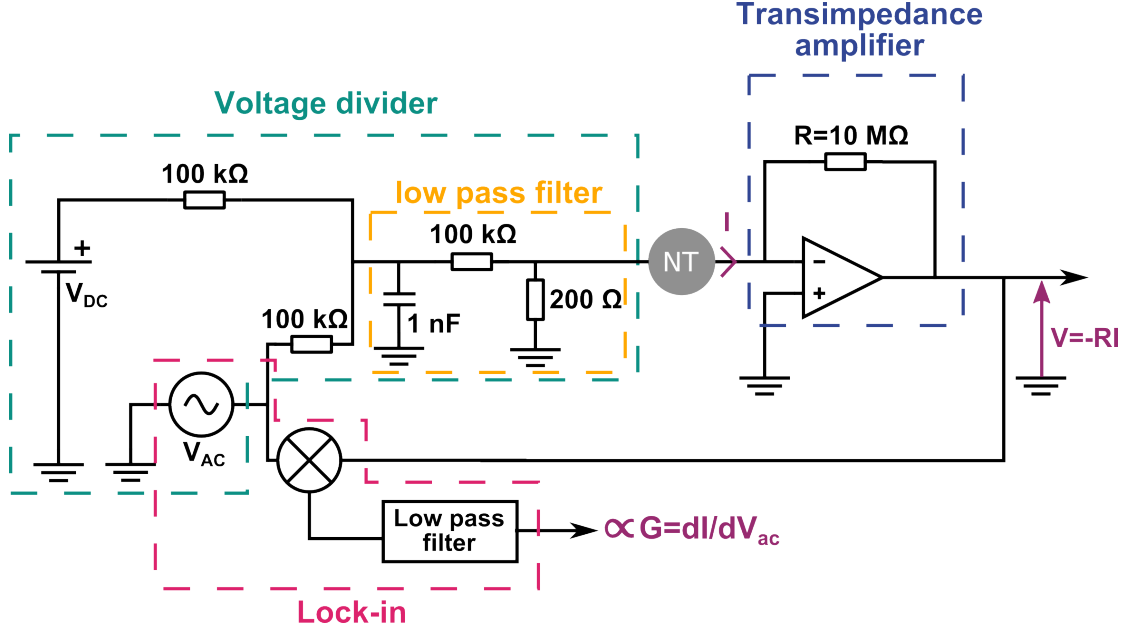 Transimpedance
amplifier
Voltage divider
R=10 MΩ
100 kΩ
low pass filter
100 kΩ
I
NT
+
V_DC
−
+
200 Ω
1 nF
100 kΩ
V=-RI
V_AC
Low pass
filter
∝G=dI/dV_ac
Lock-in